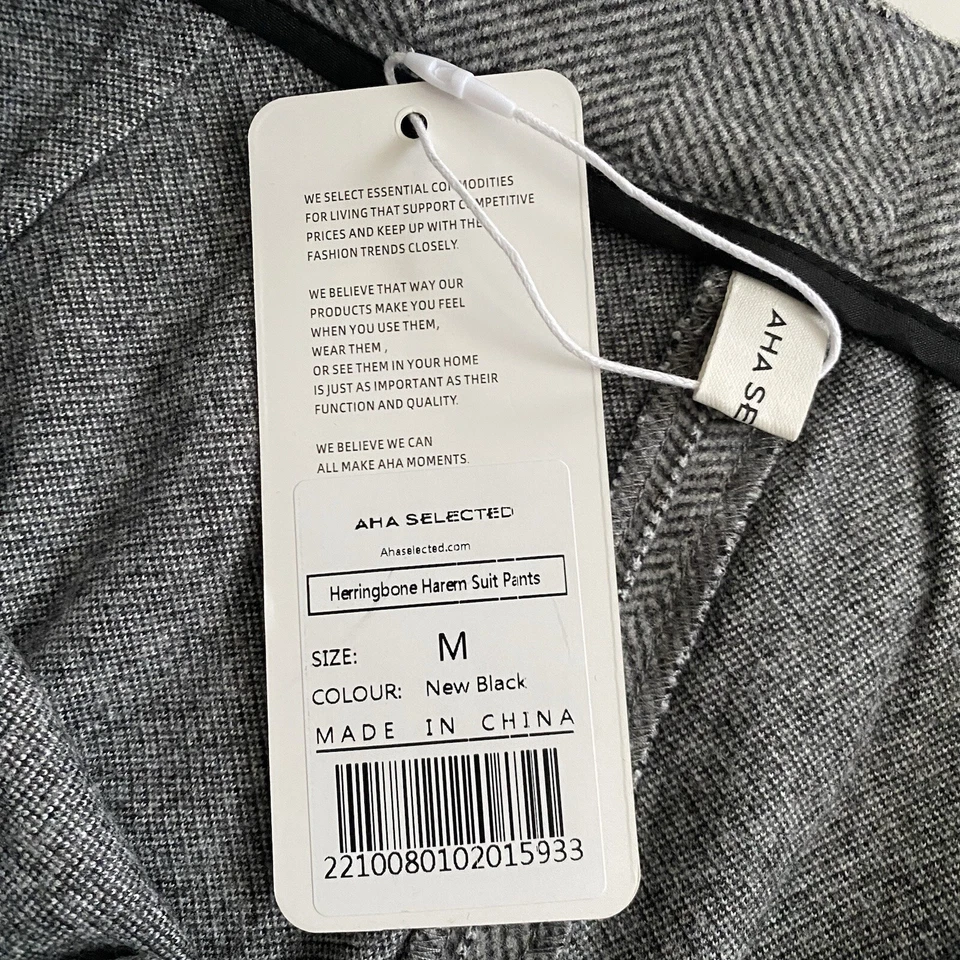 WE SELECT ESSENTIAL COMMODITIES
FOR LIVING THAT SUPPORT COMPETITIVE
PRICES AND KEEP UP WITH THE
FASHION TRENDS CLOSELY.
WE BELIEVE THAT WAY OUR
PRODUCTS MAKE YOU FEEL
WHEN YOU USE THEM,
WEAR THEM ,
OR SEE THEM IN YOUR HOME
IS JUST AS IMPORTANT AS THEIR
FUNCTION AND QUALITY.
WE BELIEVE WE CAN
ALL MAKE AHA MOMENTS.
AHA SELECTED
Ahaselected.com
Herringbone Harem Suit Pants
SIZE: M
COLOUR: New Black
MADE IN CHINA
2210080102015933
AHA SE